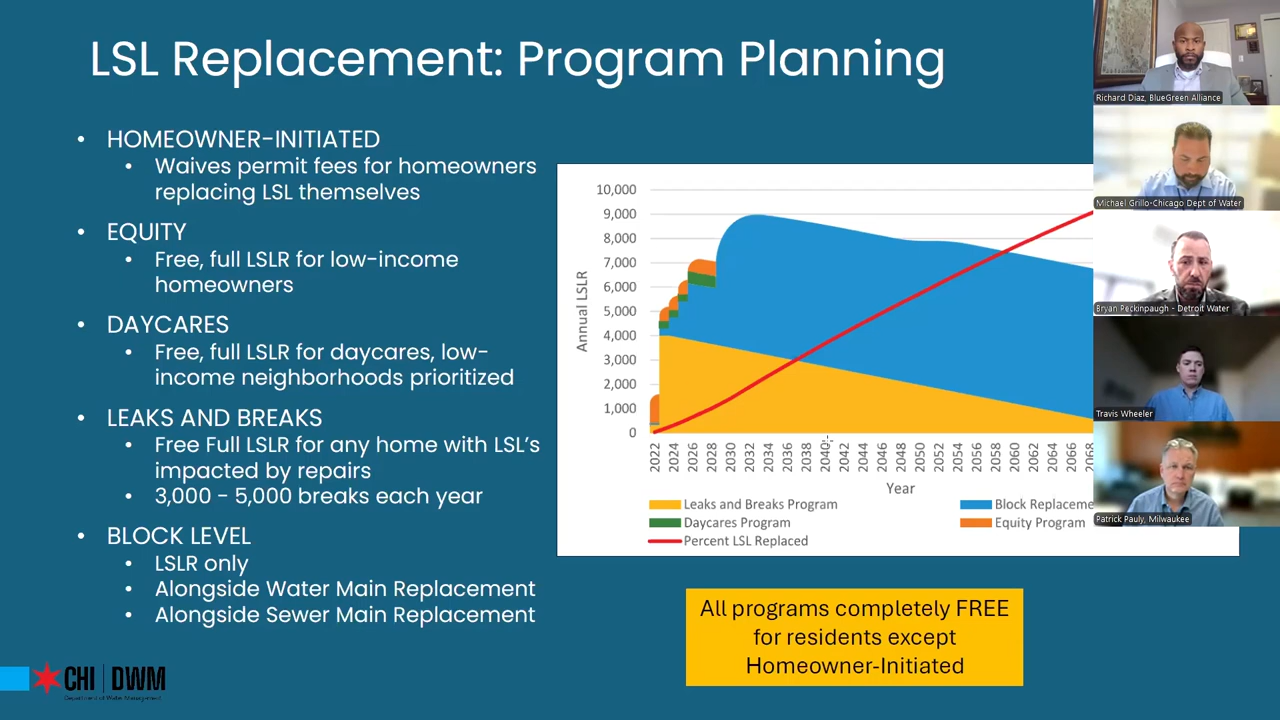 LSL Replacement: Program Planning
• HOMEOWNER-INITIATED
• Waives permit fees for homeowners
replacing LSL themselves
• EQUITY
• Free, full LSLR for low-income
homeowners
• DAYCARES
• Free, full LSLR for daycares, low-
income neighborhoods prioritized
• LEAKS AND BREAKS
• Free Full LSLR for any home with LSL's
impacted by repairs
• 3,000 - 5,000 breaks each year
• BLOCK LEVEL
• LSLR only
• Alongside Water Main Replacement
• Alongside Sewer Main Replacement
CHI | DWM
Department of Water Management
Annual LSLR
10,000
9,000
8,000
7,000
6,000
5,000
4,000
3,000
2,000
1,000
0
2022 2024 2026 2028 2030 2032 2034 2036 2038 2040 2042 2044 2046 2048 2050 2052 2054 2056 2058 2060 2062 2064 2066 2068
Year
Leaks and Breaks Program
Block Replaceme
Daycares Program
Equity Program
Percent LSL Replaced
All programs completely FREE
for residents except
Homeowner-Initiated
Richard Diaz, BlueGreen Alliance
Michael Grillo-Chicago Dept of Water
Bryan Peckinpaugh - Detroit Water
Travis Wheeler
Patrick Pauly, Milwaukee